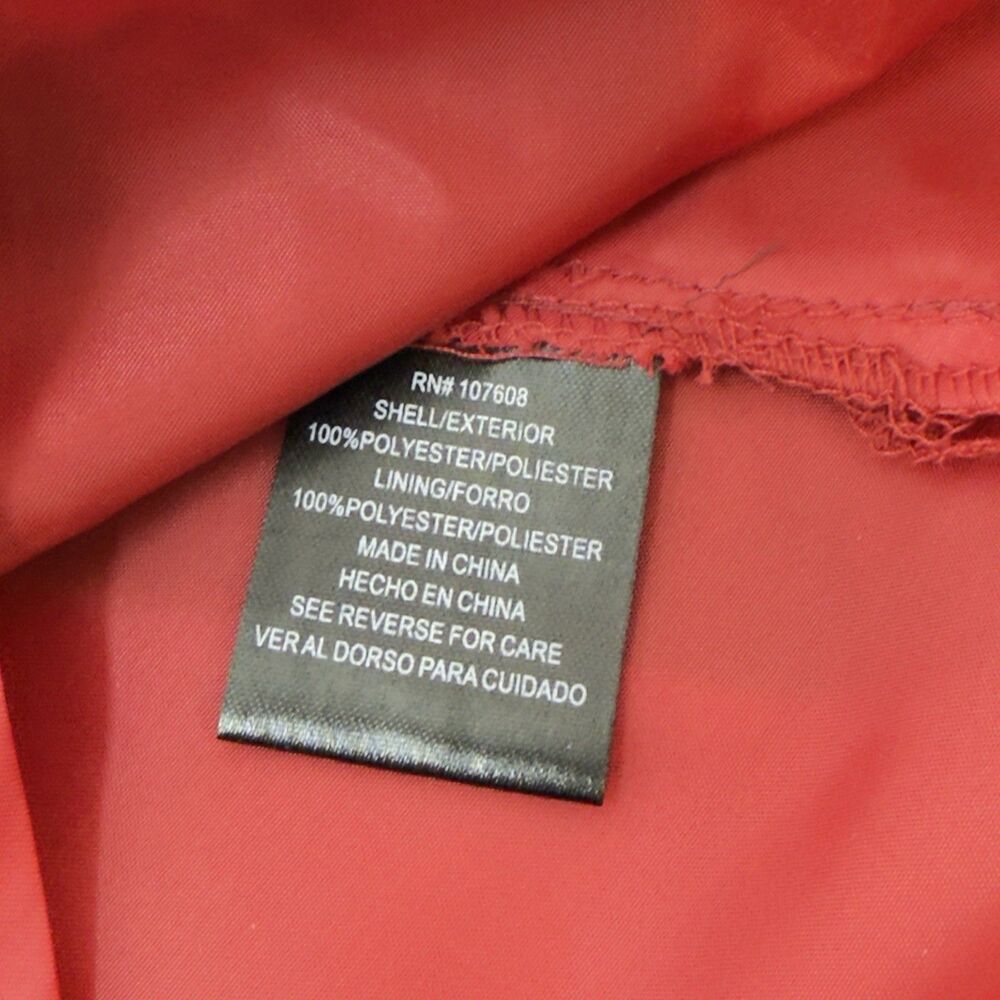 RN# 107608
SHELL/EXTERIOR
100%POLYESTER/POLIESTER
LINING/FORRO
100%POLYESTER/POLIESTER
MADE IN CHINA
HECHO EN CHINA
SEE REVERSE FOR CARE
VER AL DORSO PARA CUIDADO